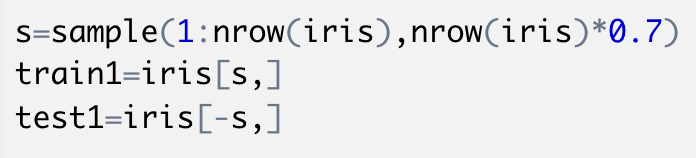 s=sample(1:nrow(iris),nrow(iris)*0.7)
train1=iris[s,]
test1=iris[-s,]